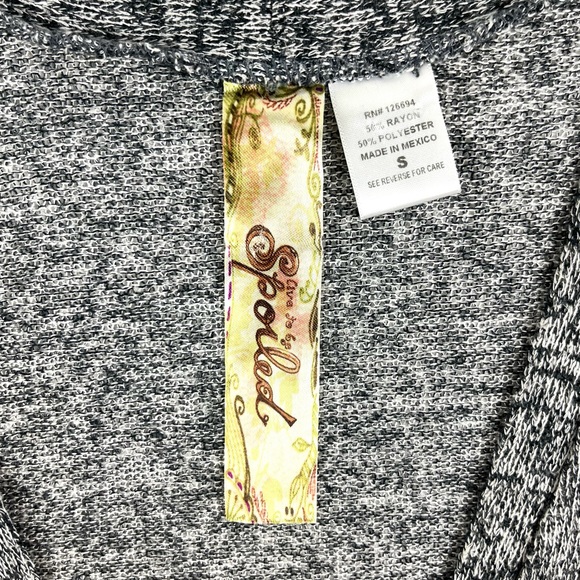 Live to be
Spoiled
RN# 126694
50% RAYON
50% POLYESTER
MADE IN MEXICO
S
SEE REVERSE FOR CARE